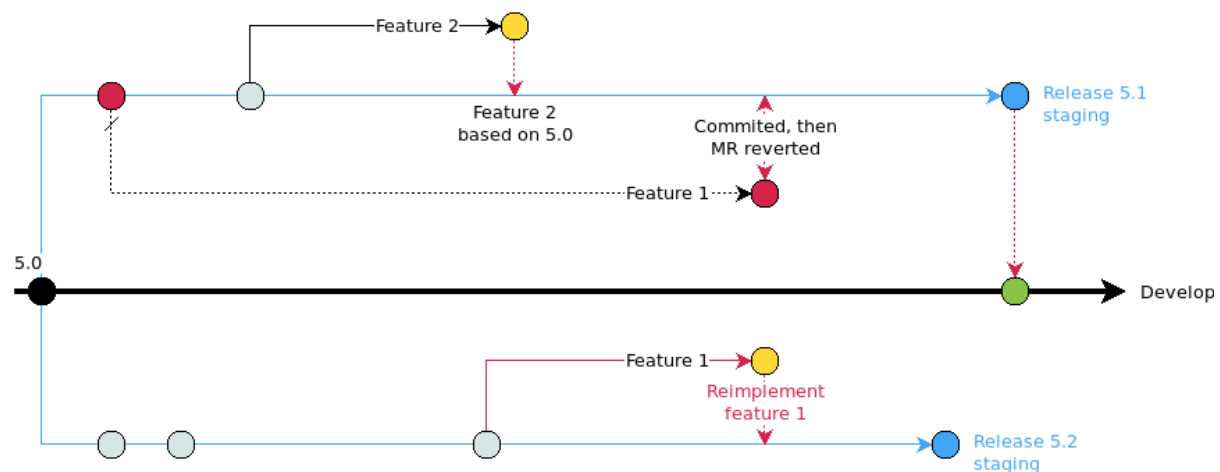 Feature 2
Release 5.1
staging
Feature 2
based on 5.0
Commited, then
MR reverted
Feature 1
5.0
Develop
Feature 1
Reimplement
feature 1
Release 5.2
staging